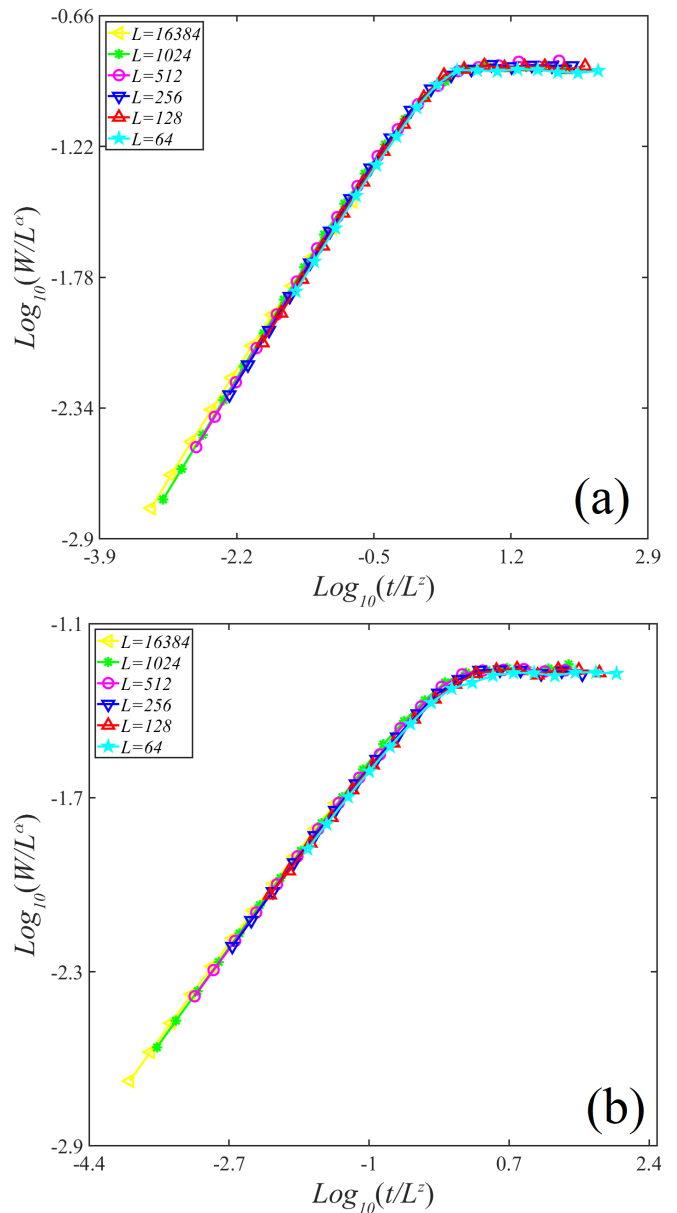 -0.66
L=16384
L=1024
L=512
L=256
L=128
L=64
-1.22
-1.78
-2.34
-2.9
Log₁₀(W/Lᵅ)
(a)
-3.9 -2.2 -0.5 1.2 2.9
Log₁₀(t/Lᶻ)
-1.1
L=16384
L=1024
L=512
L=256
L=128
L=64
-1.7
-2.3
-2.9
Log₁₀(W/Lᵅ)
(b)
-4.4 -2.7 -1 0.7 2.4
Log₁₀(t/Lᶻ)